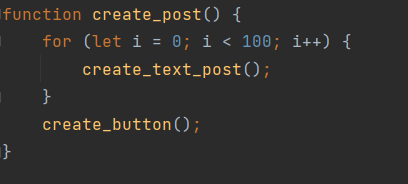 function create_post() {
    for (let i = 0; i < 100; i++) {
        create_text_post();
    }
    create_button();
}